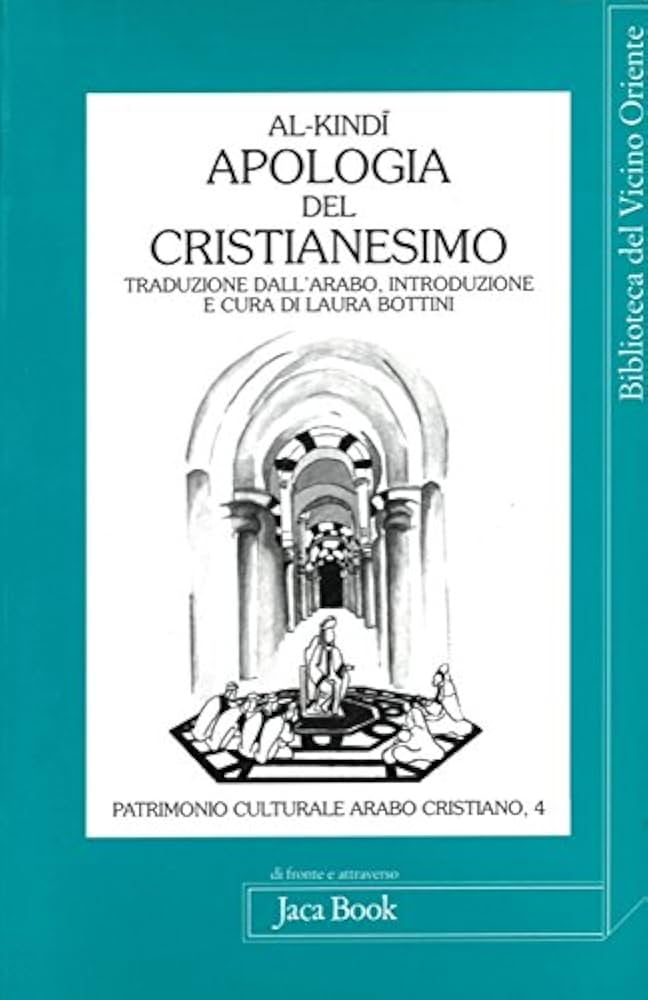 AL-KINDĪ
APOLOGIA
DEL
CRISTIANESIMO
TRADUZIONE DALL'ARABO, INTRODUZIONE
E CURA DI LAURA BOTTINI
PATRIMONIO CULTURALE ARABO CRISTIANO, 4
di fronte e attraverso
Jaca Book
Biblioteca del Vicino Oriente